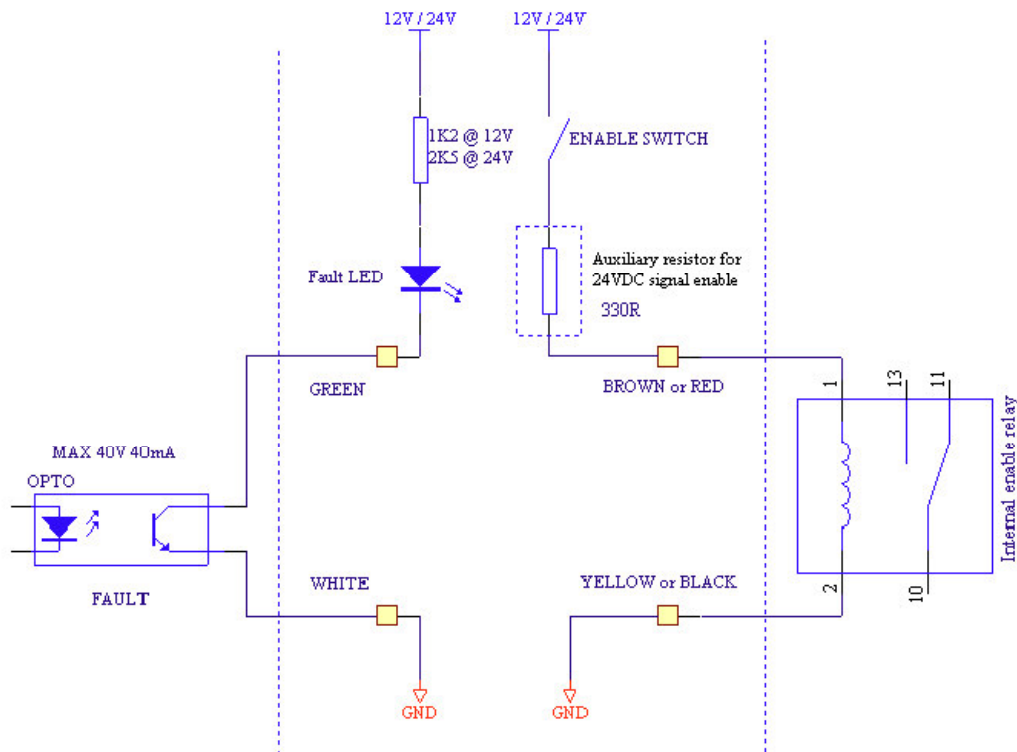 12V / 24V
12V / 24V
1K2 @ 12V
2K5 @ 24V
ENABLE SWITCH
Fault LED
Auxiliary resistor for
24VDC signal enable
330R
GREEN
BROWN or RED
1
13
11
MAX 40V 40mA
OPTO
Internal enable relay
FAULT
WHITE
YELLOW or BLACK
2
10
GND
GND